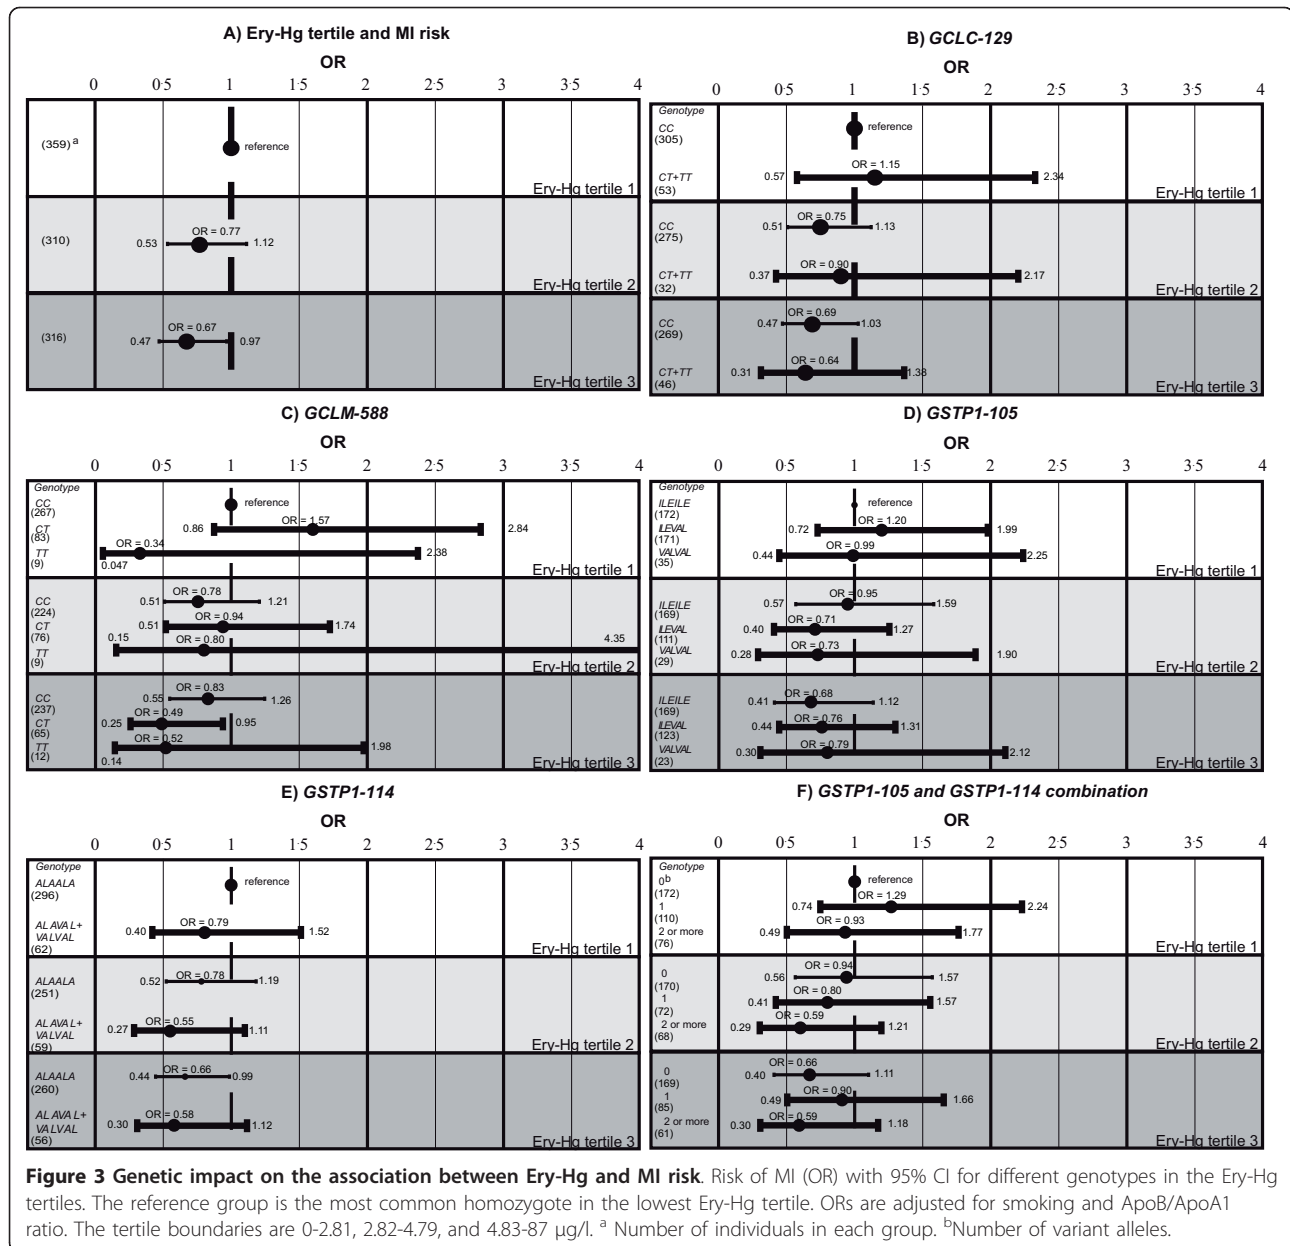 A) Ery-Hg tertile and MI risk
OR
0 0·5 1 1·5 2 2·5 3 3·5 4
(359) a
reference
Ery-Hg tertile 1
(310)
OR = 0.77
0.53 1.12
Ery-Hg tertile 2
(316)
OR = 0.67
0.47 0.97
Ery-Hg tertile 3
B) GCLC-129
OR
0 0·5 1 1·5 2 2·5 3 3·5 4
Genotype
CC
(305)
reference
OR = 1.15
CT+TT
(53)
0.57 2.34
Ery-Hg tertile 1
CC
(275)
OR = 0.75
0.51 1.13
OR = 0.90
CT+TT
(32)
0.37 2.17
Ery-Hg tertile 2
CC
(269)
OR = 0.69
0.47 1.03
OR = 0.64
CT+TT
(46)
0.31 1.38
Ery-Hg tertile 3
C) GCLM-588
OR
0 0·5 1 1·5 2 2·5 3 3·5 4
Genotype
CC
(267)
reference
CT
(83)
OR = 1.57
0.86 2.84
TT
(9)
OR = 0.34
0.047 2.38
Ery-Hg tertile 1
CC
(224)
OR = 0.78
0.51 1.21
CT
(76)
OR = 0.94
0.51 1.74
TT
(9)
OR = 0.80
0.15 4.35
Ery-Hg tertile 2
CC
(237)
OR = 0.83
0.55 1.26
CT
(65)
OR = 0.49
0.25 0.95
TT
(12)
OR = 0.52
0.14 1.98
Ery-Hg tertile 3
D) GSTP1-105
OR
0 0·5 1 1·5 2 2·5 3 3·5 4
Genotype
ILEILE
(172)
reference
ILEVAL
(171)
OR = 1.20
0.72 1.99
VALVAL
(35)
OR = 0.99
0.44 2.25
Ery-Hg tertile 1
ILEILE
(169)
OR = 0.95
0.57 1.59
ILEVAL
(111)
OR = 0.71
0.40 1.27
VALVAL
(29)
OR = 0.73
0.28 1.90
Ery-Hg tertile 2
ILEILE
(169)
OR = 0.68
0.41 1.12
ILEVAL
(123)
OR = 0.76
0.44 1.31
VALVAL
(23)
OR = 0.79
0.30 2.12
Ery-Hg tertile 3
E) GSTP1-114
OR
0 0·5 1 1·5 2 2·5 3 3·5 4
Genotype
ALAALA
(296)
reference
ALAVAL+
VALVAL
(62)
OR = 0.79
0.40 1.52
Ery-Hg tertile 1
ALAALA
(251)
OR = 0.78
0.52 1.19
ALAVAL+
VALVAL
(59)
OR = 0.55
0.27 1.11
Ery-Hg tertile 2
ALAALA
(260)
OR = 0.66
0.44 0.99
ALAVAL+
VALVAL
(56)
OR = 0.58
0.30 1.12
Ery-Hg tertile 3
F) GSTP1-105 and GSTP1-114 combination
OR
0 0·5 1 1·5 2 2·5 3 3·5 4
Genotype
0b
(172)
reference
1
(110)
OR = 1.29
0.74 2.24
2 or more
(76)
OR = 0.93
0.49 1.77
Ery-Hg tertile 1
0
(170)
OR = 0.94
0.56 1.57
1
(72)
OR = 0.80
0.41 1.57
2 or more
(68)
OR = 0.59
0.29 1.21
Ery-Hg tertile 2
0
(169)
OR = 0.66
0.40 1.11
1
(85)
OR = 0.90
0.49 1.66
2 or more
(61)
OR = 0.59
0.30 1.18
Ery-Hg tertile 3
Figure 3 Genetic impact on the association between Ery-Hg and MI risk. Risk of MI (OR) with 95% CI for different genotypes in the Ery-Hg
tertiles. The reference group is the most common homozygote in the lowest Ery-Hg tertile. ORs are adjusted for smoking and ApoB/ApoA1
ratio. The tertile boundaries are 0-2.81, 2.82-4.79, and 4.83-87 µg/l. a Number of individuals in each group. bNumber of variant alleles.